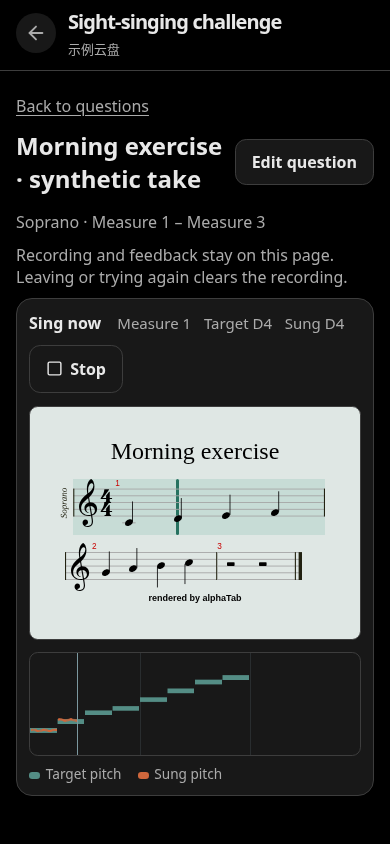 Sight-singing challenge
示例云盘
Back to questions
Morning exercise
· synthetic take
Edit question
Soprano · Measure 1 – Measure 3
Recording and feedback stay on this page.
Leaving or trying again clears the recording.
Sing now Measure 1 Target D4 Sung D4
Stop
Morning exercise
Soprano
1
4
4
2
3
rendered by alphaTab
Target pitch Sung pitch